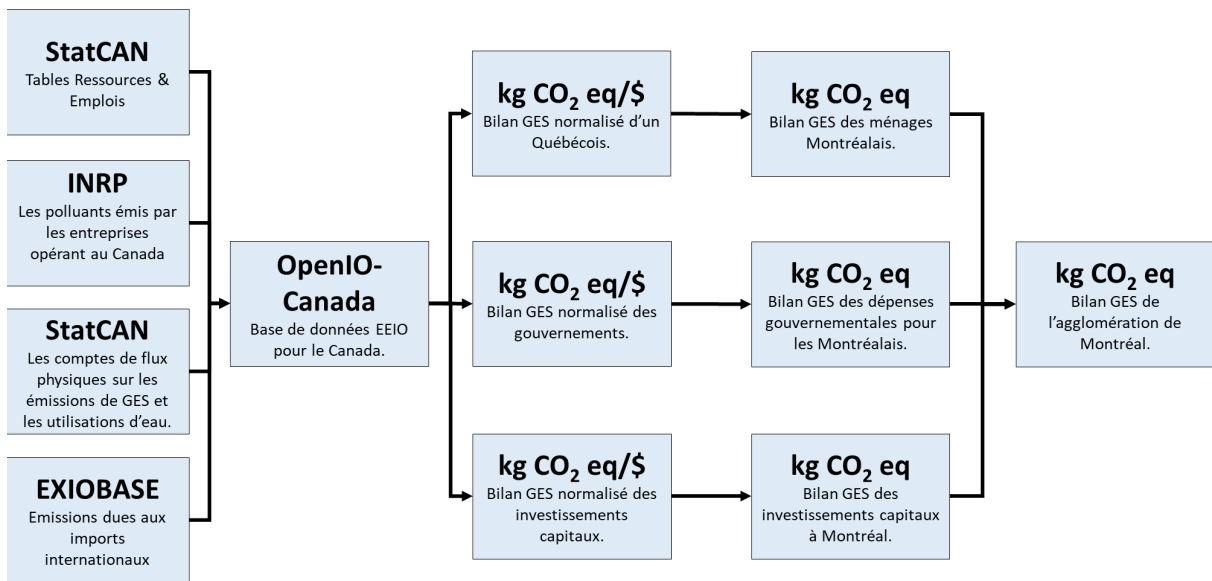 StatCAN
Tables Ressources &
Emplois
INRP
Les polluants émis par
les entreprises
opérant au Canada
StatCAN
Les comptes de flux
physiques sur les
émissions de GES et
les utilisations d’eau.
EXIOBASE
Emissions dues aux
imports
internationaux
OpenIO-
Canada
Base de données EEIO
pour le Canada.
kg CO₂ eq/$
Bilan GES normalisé d’un
Québécois.
kg CO₂ eq/$
Bilan GES normalisé des
gouvernements.
kg CO₂ eq/$
Bilan GES normalisé des
investissements
capitaux.
kg CO₂ eq
Bilan GES des ménages
Montréalais.
kg CO₂ eq
Bilan GES des dépenses
gouvernementales pour
les Montréalais.
kg CO₂ eq
Bilan GES des
investissements capitaux
à Montréal.
kg CO₂ eq
Bilan GES de
l’agglomération de
Montréal.